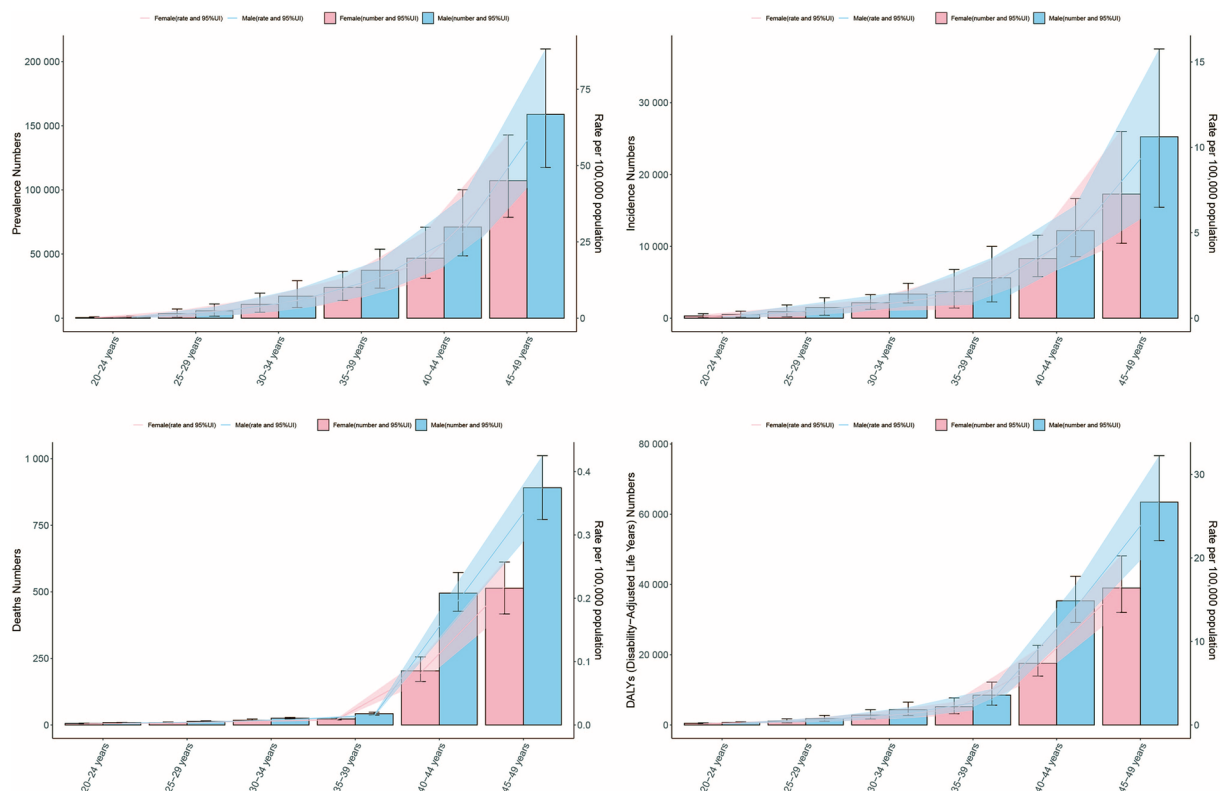 Female(rate and 95%UI) Male(rate and 95%UI) Female(number and 95%UI) Male(number and 95%UI)
Prevalence Numbers
200 000
150 000
100 000
50 000
0
75
50
25
0
Rate per 100,000 population
20−24 years
25−29 years
30−34 years
35−39 years
40−44 years
45−49 years
Female(rate and 95%UI) Male(rate and 95%UI) Female(number and 95%UI) Male(number and 95%UI)
Incidence Numbers
30 000
20 000
10 000
0
15
10
5
0
Rate per 100,000 population
20−24 years
25−29 years
30−34 years
35−39 years
40−44 years
45−49 years
Female(rate and 95%UI) Male(rate and 95%UI) Female(number and 95%UI) Male(number and 95%UI)
Deaths Numbers
1 000
750
500
250
0
0.4
0.3
0.2
0.1
0.0
Rate per 100,000 population
20−24 years
25−29 years
30−34 years
35−39 years
40−44 years
45−49 years
Female(rate and 95%UI) Male(rate and 95%UI) Female(number and 95%UI) Male(number and 95%UI)
DALYs (Disability−Adjusted Life Years) Numbers
80 000
60 000
40 000
20 000
0
30
20
10
0
Rate per 100,000 population
20−24 years
25−29 years
30−34 years
35−39 years
40−44 years
45−49 years